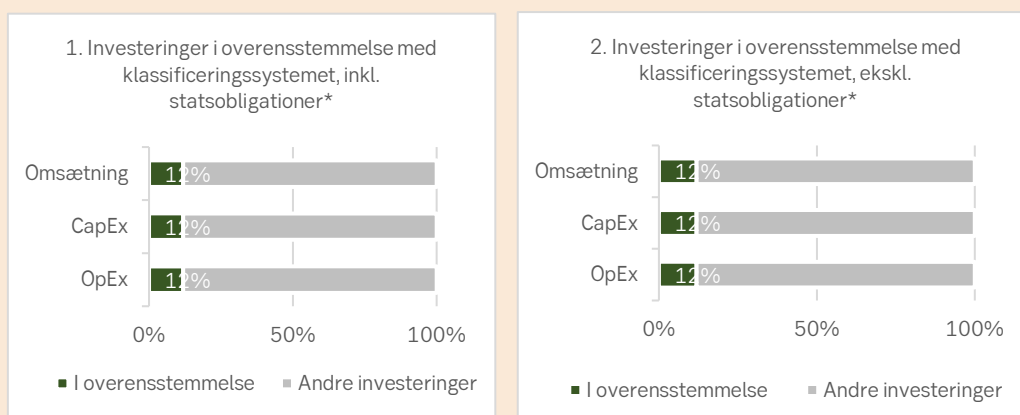 1. Investeringer i overensstemmelse med
klassificeringssystemet, inkl.
statsobligationer*
Omsætning
12%
CapEx
12%
OpEx
12%
0%
50%
100%
I overensstemmelse
Andre investeringer
2. Investeringer i overensstemmelse med
klassificeringssystemet, ekskl.
statsobligationer*
Omsætning
12%
CapEx
12%
OpEx
12%
0%
50%
100%
I overensstemmelse
Andre investeringer